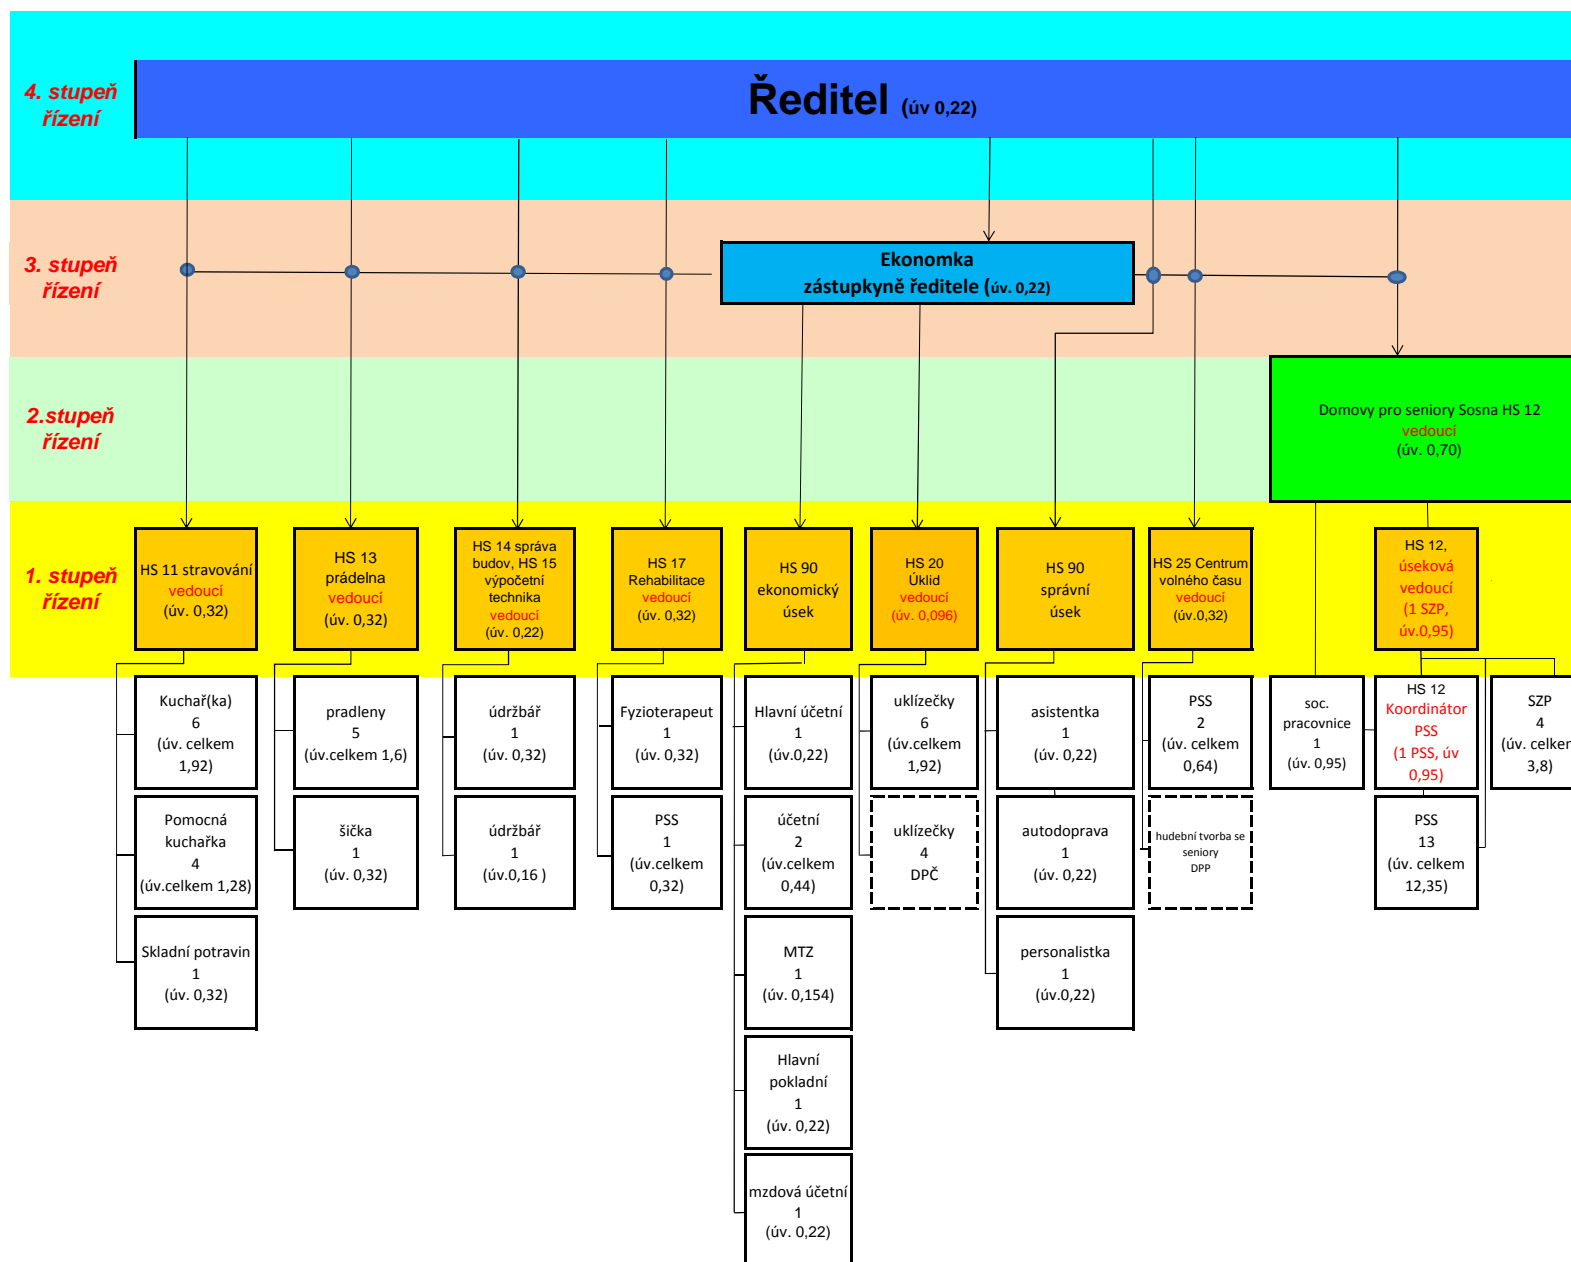 4. stupeň
řízení
Ředitel (úv 0,22)
3. stupeň
řízení
Ekonomka
zástupkyně ředitele (úv. 0,22)
2.stupeň
řízení
Domovy pro seniory Sosna HS 12
vedoucí
(úv. 0,70)
1. stupeň
řízení
HS 11 stravování
vedoucí
(úv. 0,32)
HS 13
prádelna
vedoucí
(úv. 0,32)
HS 14 správa
budov, HS 15
výpočetní
technika
vedoucí
(úv. 0,22)
HS 17
Rehabilitace
vedoucí
(úv. 0,32)
HS 90
ekonomický
úsek
HS 20
Úklid
vedoucí
(úv. 0,096)
HS 90
správní
úsek
HS 25 Centrum
volného času
vedoucí
(úv.0,32)
HS 12,
úseková
vedoucí
(1 SZP,
úv.0,95)
Kuchař(ka)
6
(úv. celkem
1,92)
pradleny
5
(úv.celkem 1,6)
údržbář
1
(úv. 0,32)
Fyzioterapeut
1
(úv. 0,32)
Hlavní účetní
1
(úv.0,22)
uklízečky
6
(úv. celkem
1,92)
asistentka
1
(úv. 0,22)
PSS
2
(úv. celkem
0,64)
soc.
pracovnice
1
(úv. 0,95)
HS 12
Koordinátor
PSS
(1 PSS, úv
0,95)
SZP
4
(úv. celkem
3,8)
Pomocná
kuchařka
4
(úv.celkem 1,28)
šička
1
(úv. 0,32)
údržbář
1
(úv.0,16 )
PSS
1
(úv.celkem
0,32)
účetní
2
(úv.celkem
0,44)
uklízečky
4
DPČ
autodoprava
1
(úv. 0,22)
hudební tvorba se
seniory
DPP
PSS
13
(úv. celkem
12,35)
Skladní potravin
1
(úv. 0,32)
MTZ
1
(úv. 0,154)
personalistka
1
(úv.0,22)
Hlavní
pokladní
1
(úv. 0,22)
mzdová účetní
1
(úv. 0,22)